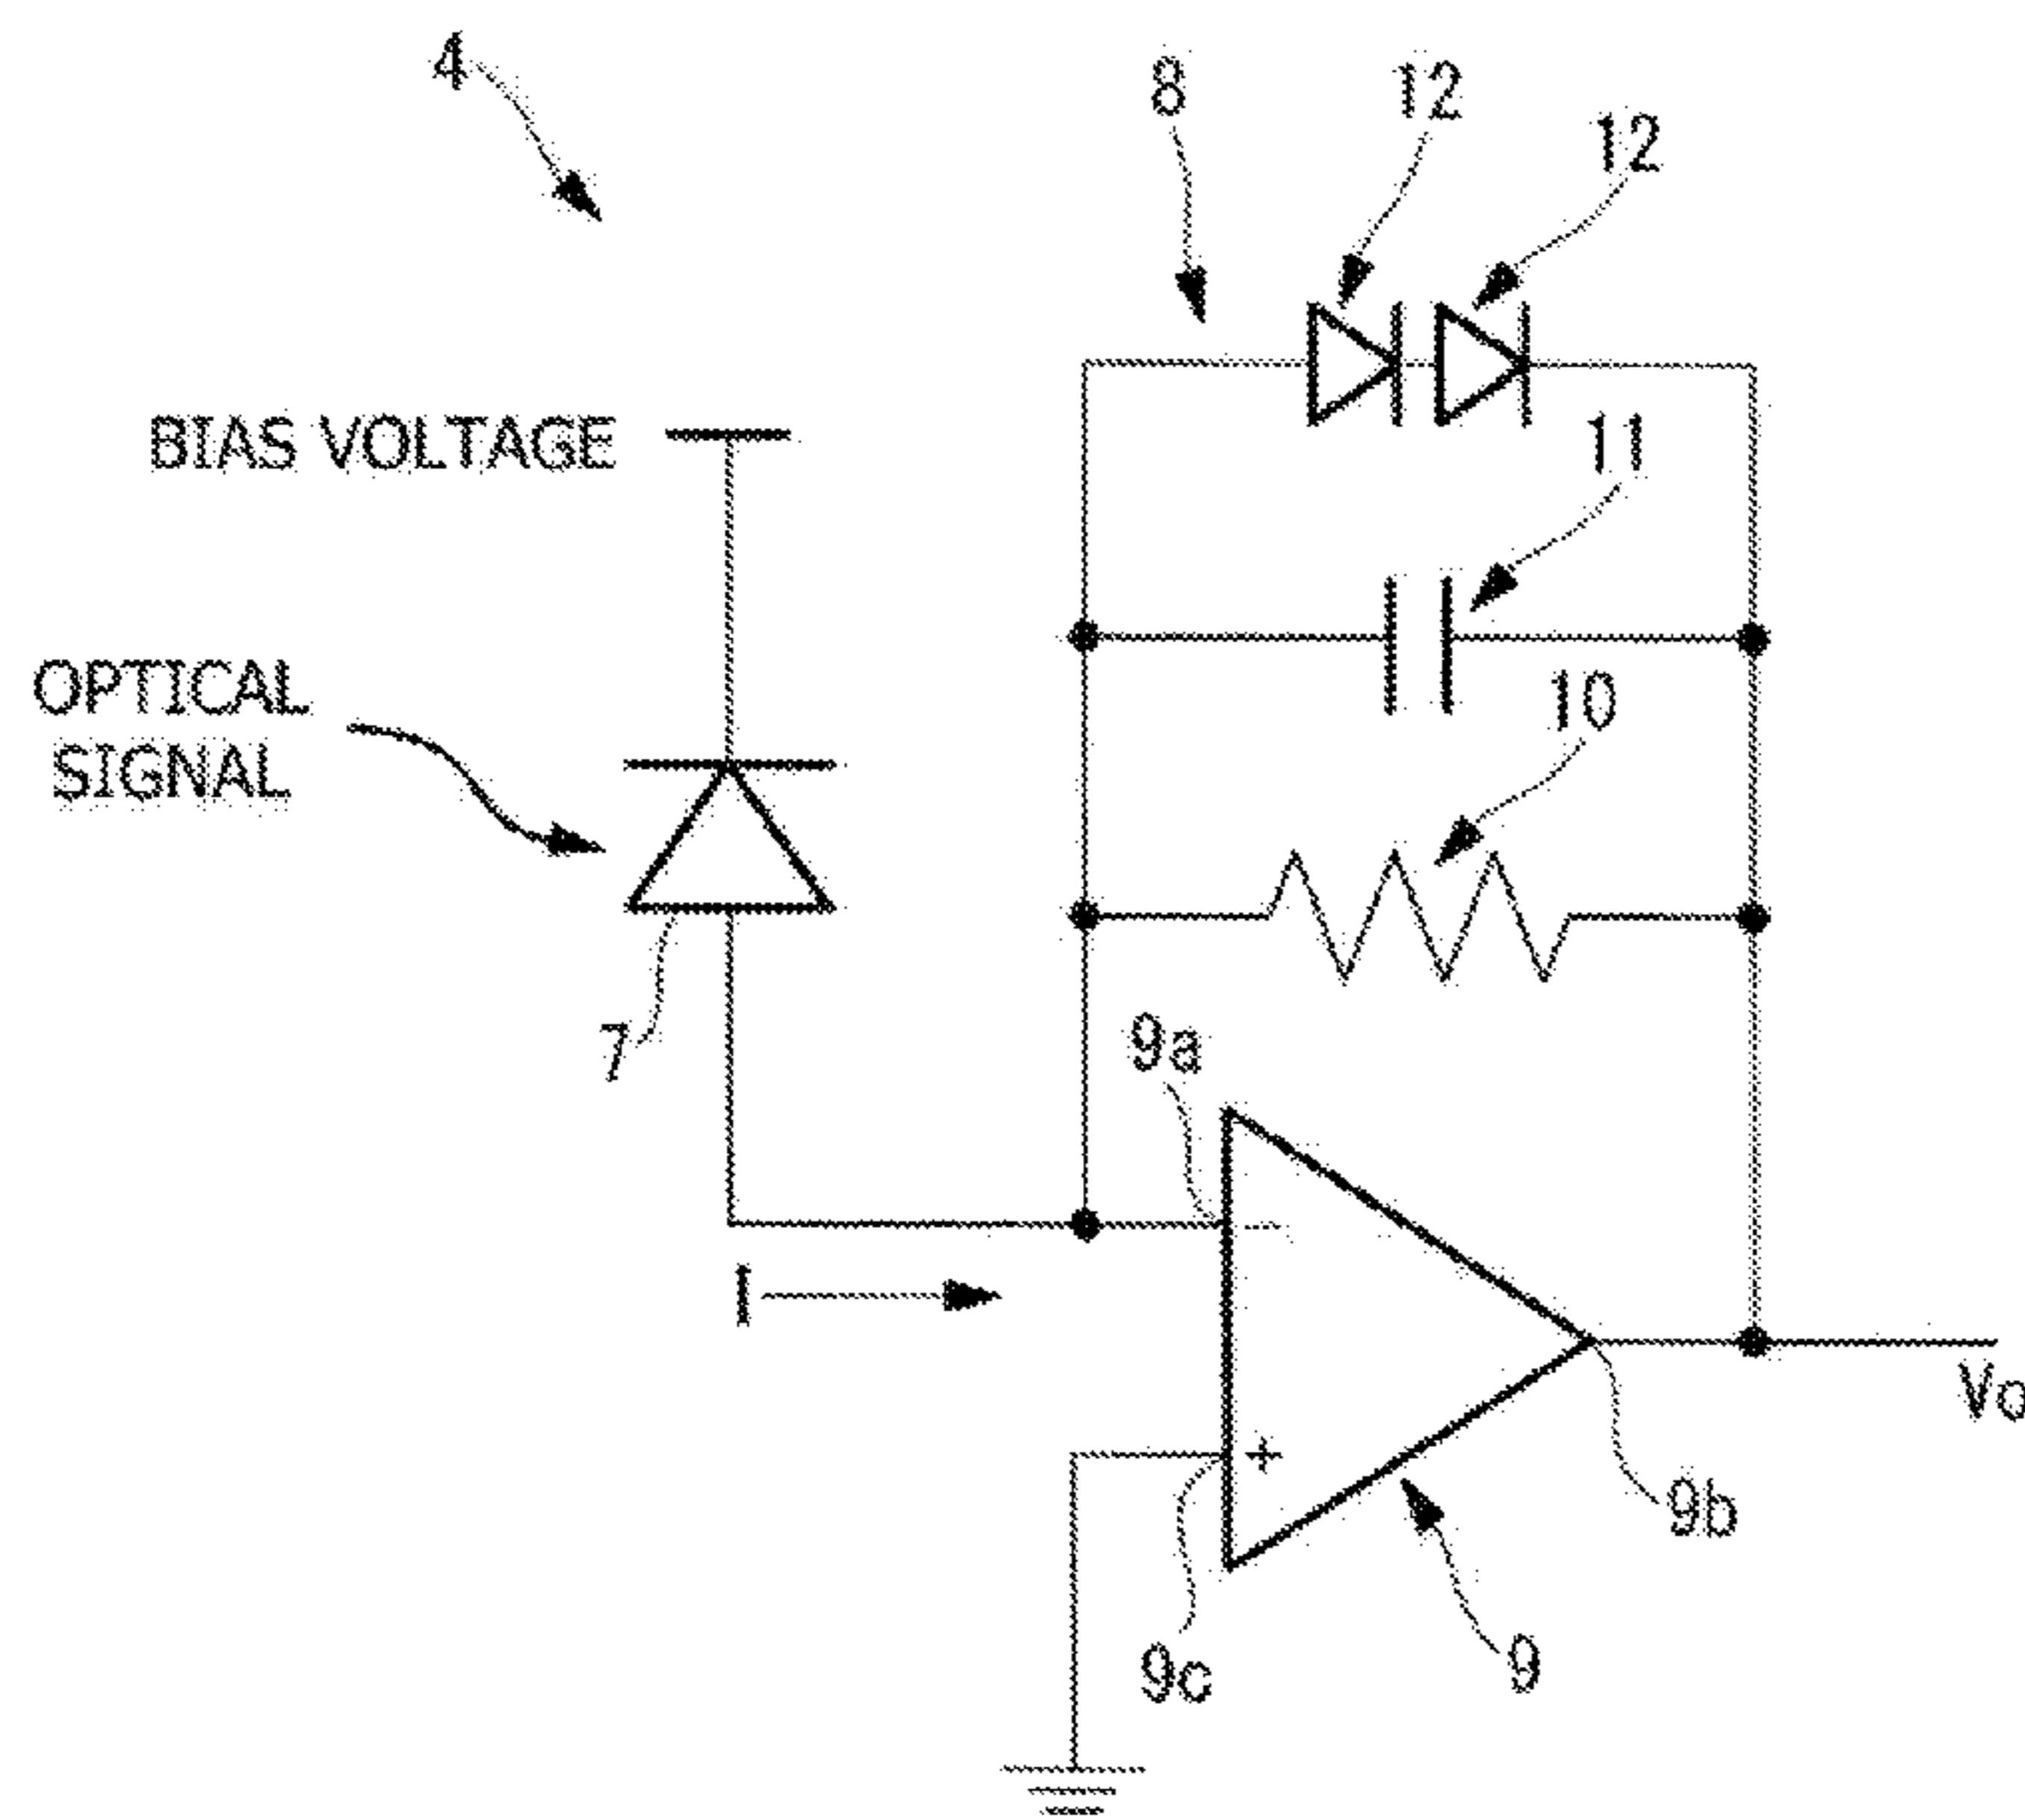 4
8
12
12
BIAS VOLTAGE
11
OPTICAL
SIGNAL
10
7
9a
−
I
Vo
+
9b
9c
9